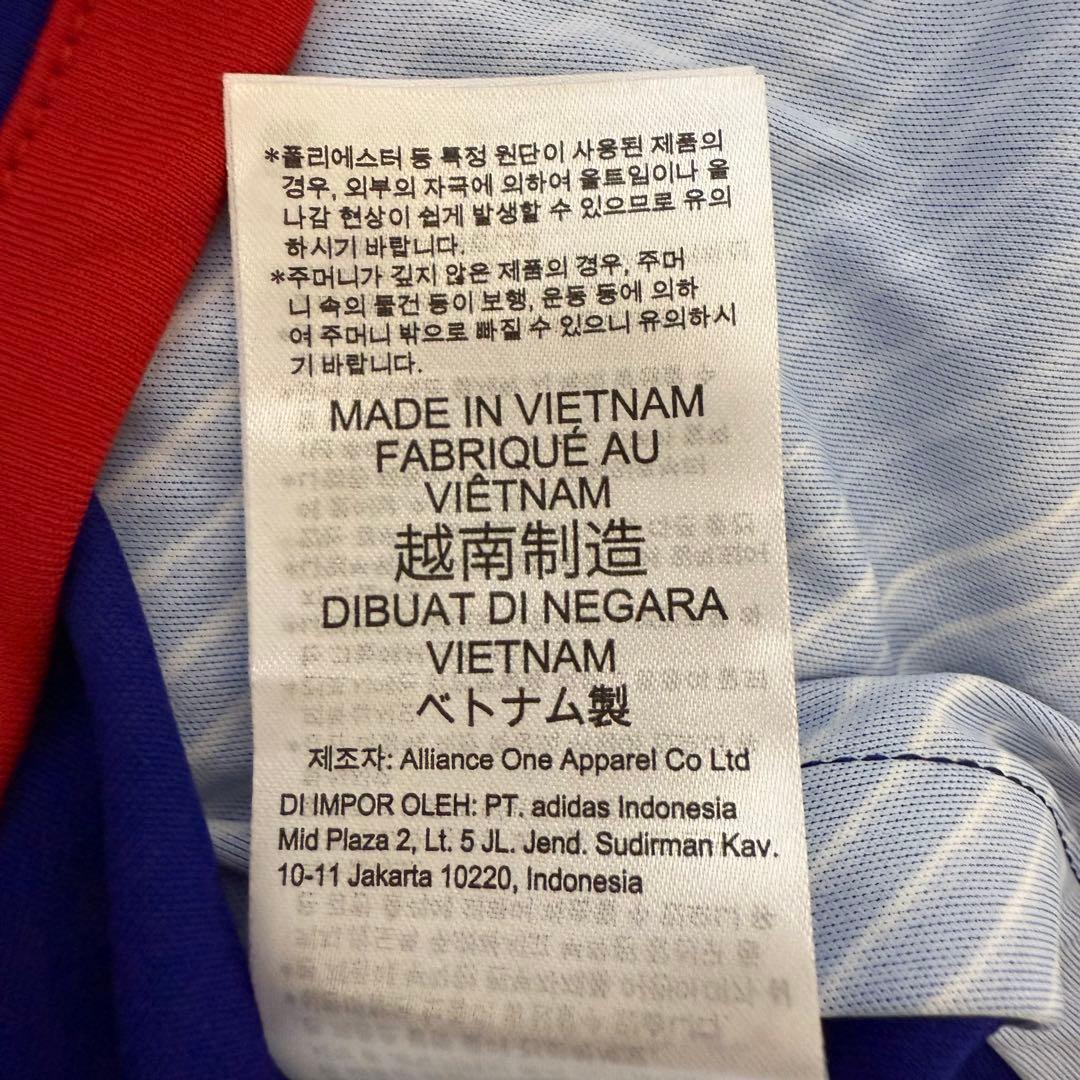 *폴리에스터 등 특정 원단이 사용된 제품의
경우, 외부의 자극에 의하여 올트임이나 올
나감 현상이 쉽게 발생할 수 있으므로 유의
하시기 바랍니다.
*주머니가 깊지 않은 제품의 경우, 주머
니 속의 물건 등이 보행, 운동 등에 의하
여 주머니 밖으로 빠질 수 있으니 유의하시
기 바랍니다.
MADE IN VIETNAM
FABRIQUÉ AU
VIÊTNAM
越南制造
DIBUAT DI NEGARA
VIETNAM
ベトナム製
제조자: Alliance One Apparel Co Ltd
DI IMPOR OLEH: PT. adidas Indonesia
Mid Plaza 2, Lt. 5 JL. Jend. Sudirman Kav.
10-11 Jakarta 10220, Indonesia